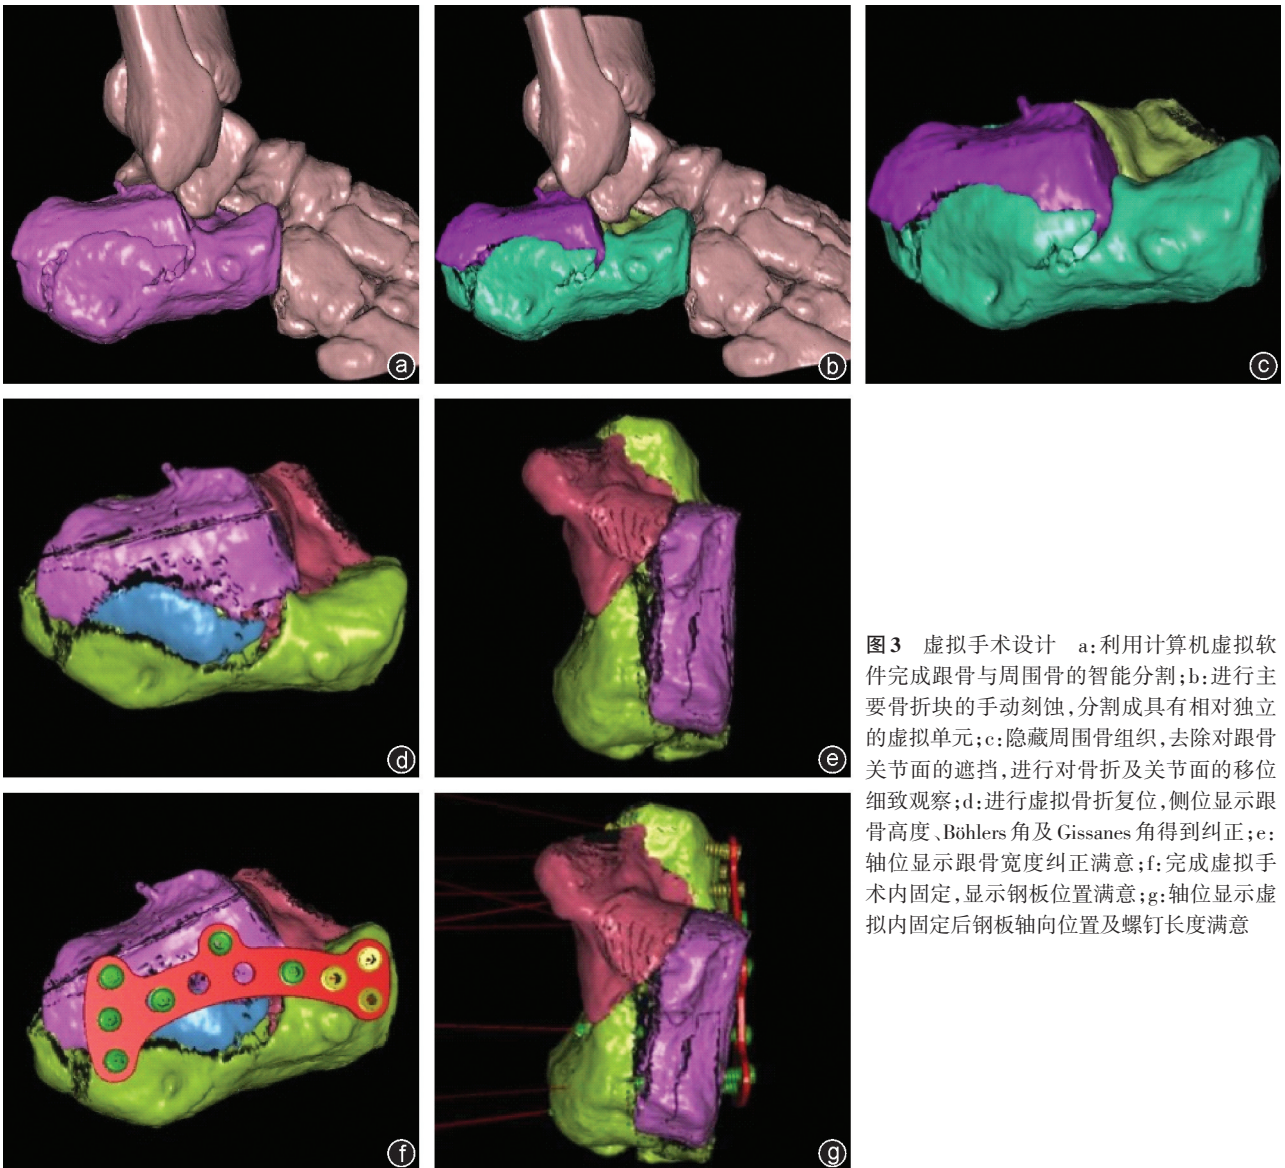 a
b
c
d
e
f
g
图3 虚拟手术设计 a:利用计算机虚拟软
件完成跟骨与周围骨的智能分割;b:进行主
要骨折块的手动刻蚀,分割成具有相对独立
的虚拟单元;c:隐藏周围骨组织,去除对跟骨
关节面的遮挡,进行对骨折及关节面的移位
细致观察;d:进行虚拟骨折复位,侧位显示跟
骨高度、Böhlers角及Gissanes角得到纠正;e:
轴位显示跟骨宽度纠正满意;f:完成虚拟手
术内固定,显示钢板位置满意;g:轴位显示虚
拟内固定后钢板轴向位置及螺钉长度满意